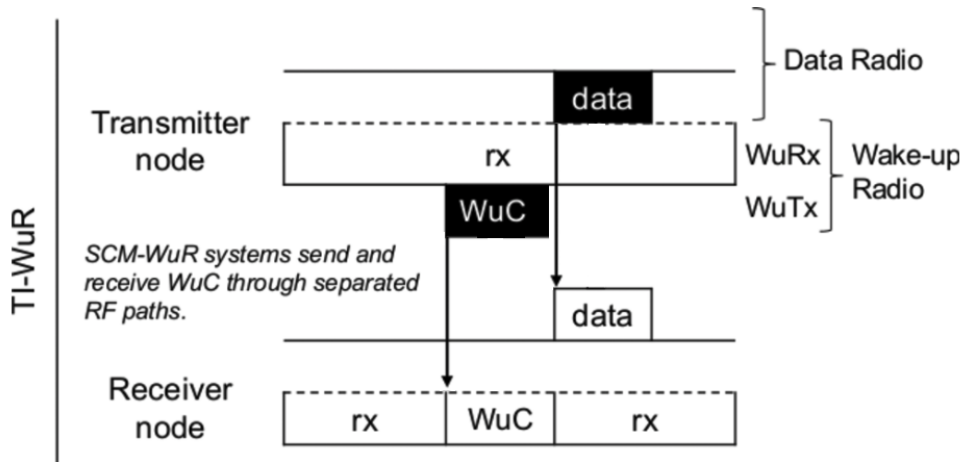 Data Radio
data
Transmitter
node
rx
WuRx
Wake-up
Radio
WuTx
WuC
TI-WuR
SCM-WuR systems send and
receive WuC through separated
RF paths.
data
Receiver
node
rx
WuC
rx